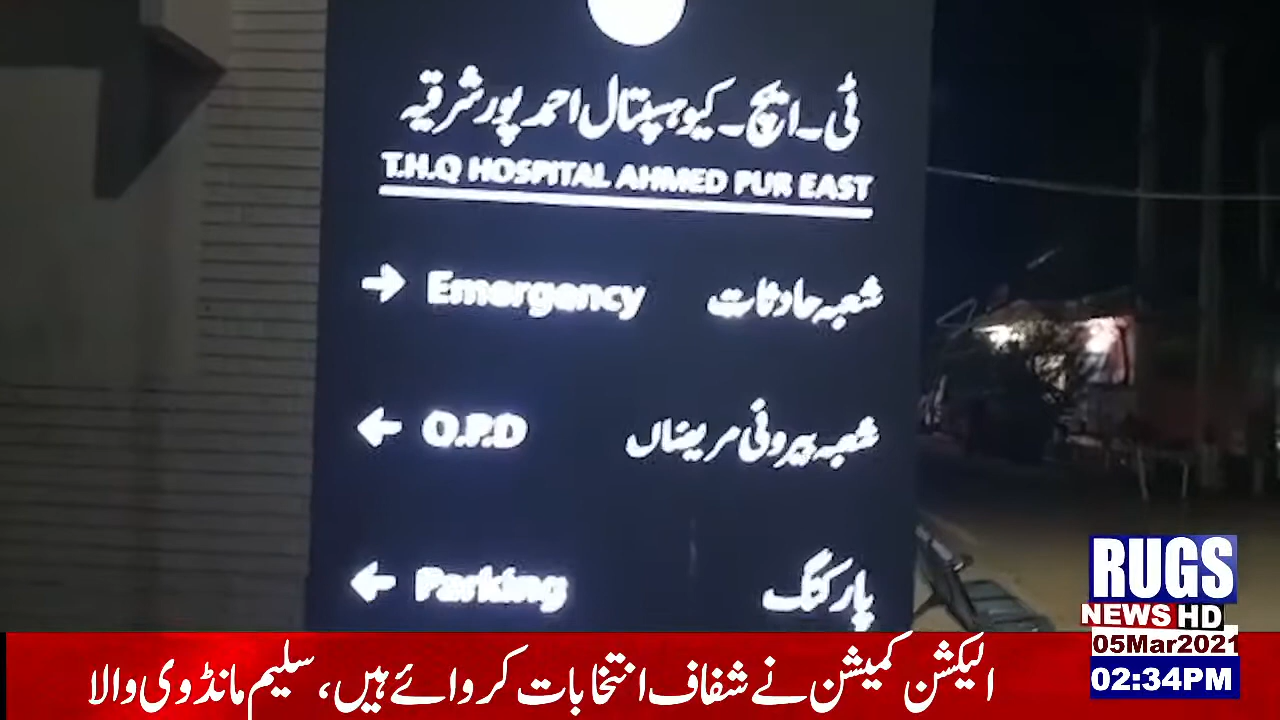 ٹی۔ایچ۔کیو ہسپتال احمد پور شرقیہ
T.H.Q HOSPITAL AHMED PUR EAST
→ Emergency شعبہ حادثات
← O.P.D شعبہ بیرونی مریضاں
← Parking پارکنگ
RUGS
NEWS HD
05Mar2021
02:34PM
الیکشن کمیشن نے شفاف انتخابات کروائے ہیں، سلیم مانڈوی والا